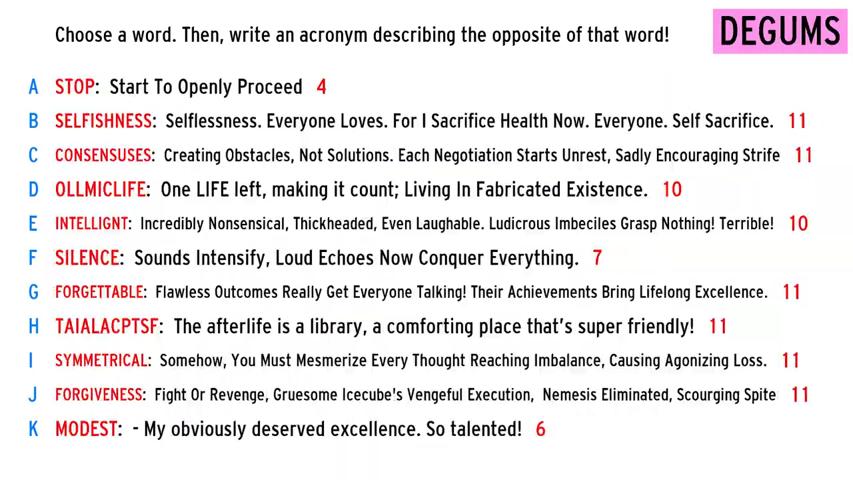 Choose a word. Then, write an acronym describing the opposite of that word!
DEGUMS
A STOP: Start To Openly Proceed 4
B SELFISHNESS: Selflessness. Everyone Loves. For I Sacrifice Health Now. Everyone. Self Sacrifice. 11
C CONSENSUSES: Creating Obstacles, Not Solutions. Each Negotiation Starts Unrest, Sadly Encouraging Strife 11
D OLLMICLIFE: One LIFE left, making it count; Living In Fabricated Existence. 10
E INTELLIGNT: Incredibly Nonsensical, Thickheaded, Even Laughable. Ludicrous Imbeciles Grasp Nothing! Terrible! 10
F SILENCE: Sounds Intensify, Loud Echoes Now Conquer Everything. 7
G FORGETTABLE: Flawless Outcomes Really Get Everyone Talking! Their Achievements Bring Lifelong Excellence. 11
H TAIALACPTSF: The afterlife is a library, a comforting place that's super friendly! 11
I SYMMETRICAL: Somehow, You Must Mesmerize Every Thought Reaching Imbalance, Causing Agonizing Loss. 11
J FORGIVENESS: Fight Or Revenge, Gruesome Icecube's Vengeful Execution, Nemesis Eliminated, Scourging Spite 11
K MODEST: - My obviously deserved excellence. So talented! 6